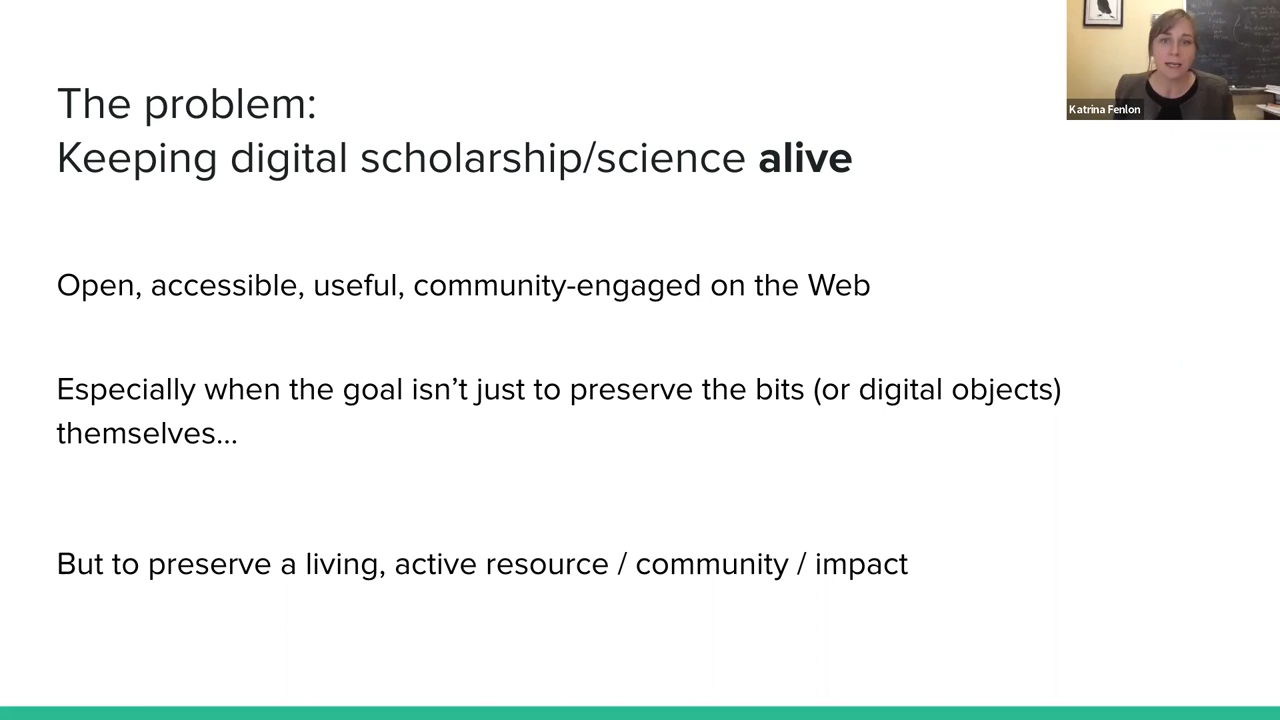 The problem:
Keeping digital scholarship/science alive
Katrina Fenlon
Open, accessible, useful, community-engaged on the Web
Especially when the goal isn’t just to preserve the bits (or digital objects)
themselves...
But to preserve a living, active resource / community / impact